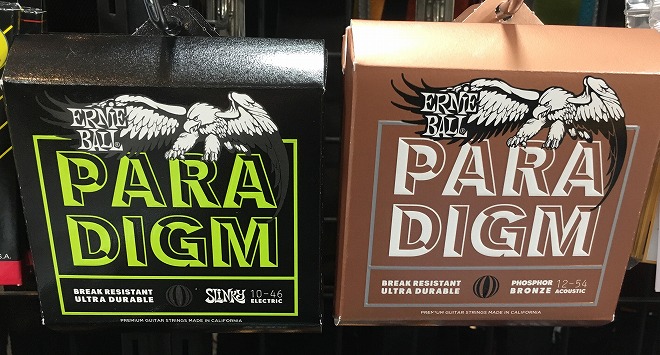 ERNIE
BALL
PARA
DIGM
BREAK RESISTANT
ULTRA DURABLE
SLINKY
10-46
ELECTRIC
PREMIUM GUITAR STRINGS MADE IN CALIFORNIA
ERNIE
BALL
PARA
DIGM
BREAK RESISTANT
ULTRA DURABLE
PHOSPHOR
BRONZE
12-54
ACOUSTIC
PREMIUM GUITAR STRINGS MADE IN CALIFORNIA
S.A.